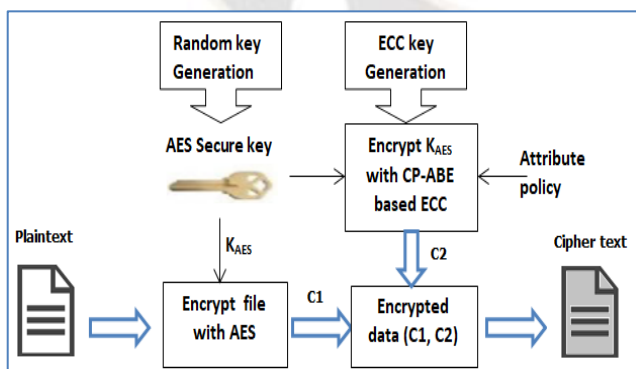 Random key
Generation
ECC key
Generation
AES Secure key
Encrypt KAES
with CP-ABE
based ECC
Attribute
policy
Plaintext
KAES
C2
Cipher text
Encrypt file
with AES
C1
Encrypted
data (C1, C2)